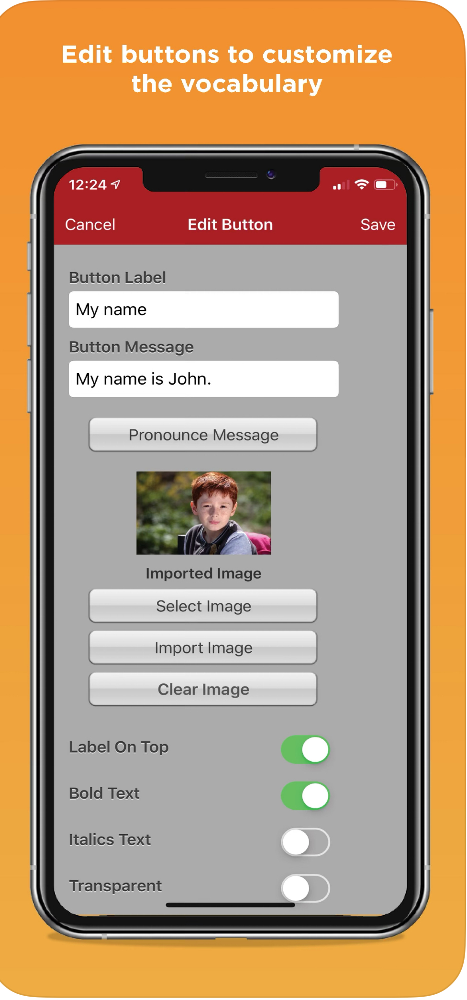 Edit buttons to customize
the vocabulary
12:24
Cancel Edit Button Save
Button Label
My name
Button Message
My name is John.
Pronounce Message
Imported Image
Select Image
Import Image
Clear Image
Label On Top
Bold Text
Italics Text
Transparent